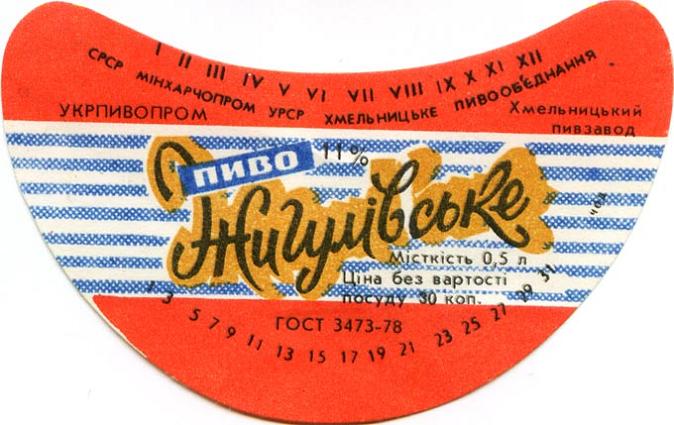 I II III IV V VI VII VIII IX X XI XII
СРСР МІНХАРЧОПРОМ УРСР ХМЕЛЬНИЦЬКЕ ПИВООБ'ЄДНАННЯ
УКРПИВОПРОМ
Хмельницький
пивзавод
ПИВО 11%
Жигулівське
Місткість 0,5 л
Ціна без вартості
посуду 30 коп.
ГОСТ 3473-78
1 3 5 7 9 11 13 15 17 19 21 23 25 27 29 31